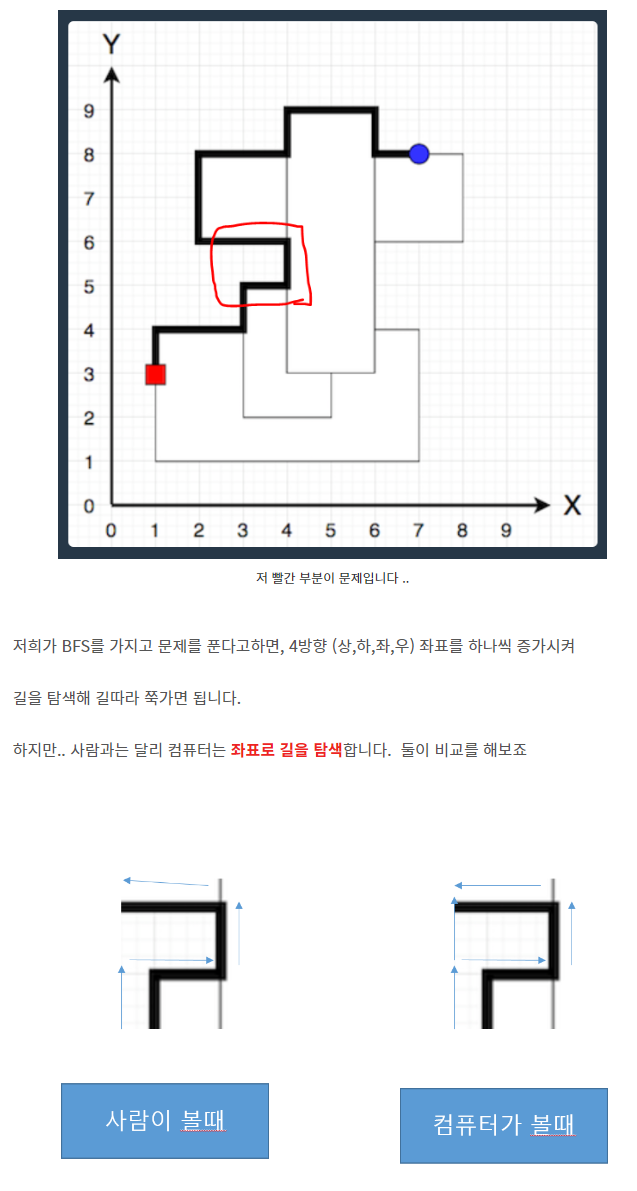 Y
9
8
7
6
5
4
3
2
1
0
X
0 1 2 3 4 5 6 7 8 9
저 빨간 부분이 문제입니다 ..
저희가 BFS를 가지고 문제를 푼다고하면, 4방향 (상,하,좌,우) 좌표를 하나씩 증가시켜
길을 탐색해 길따라 쭉가면 됩니다.
하지만.. 사람과는 달리 컴퓨터는 좌표로 길을 탐색합니다. 둘이 비교를 해보죠
사람이 볼때
컴퓨터가 볼때